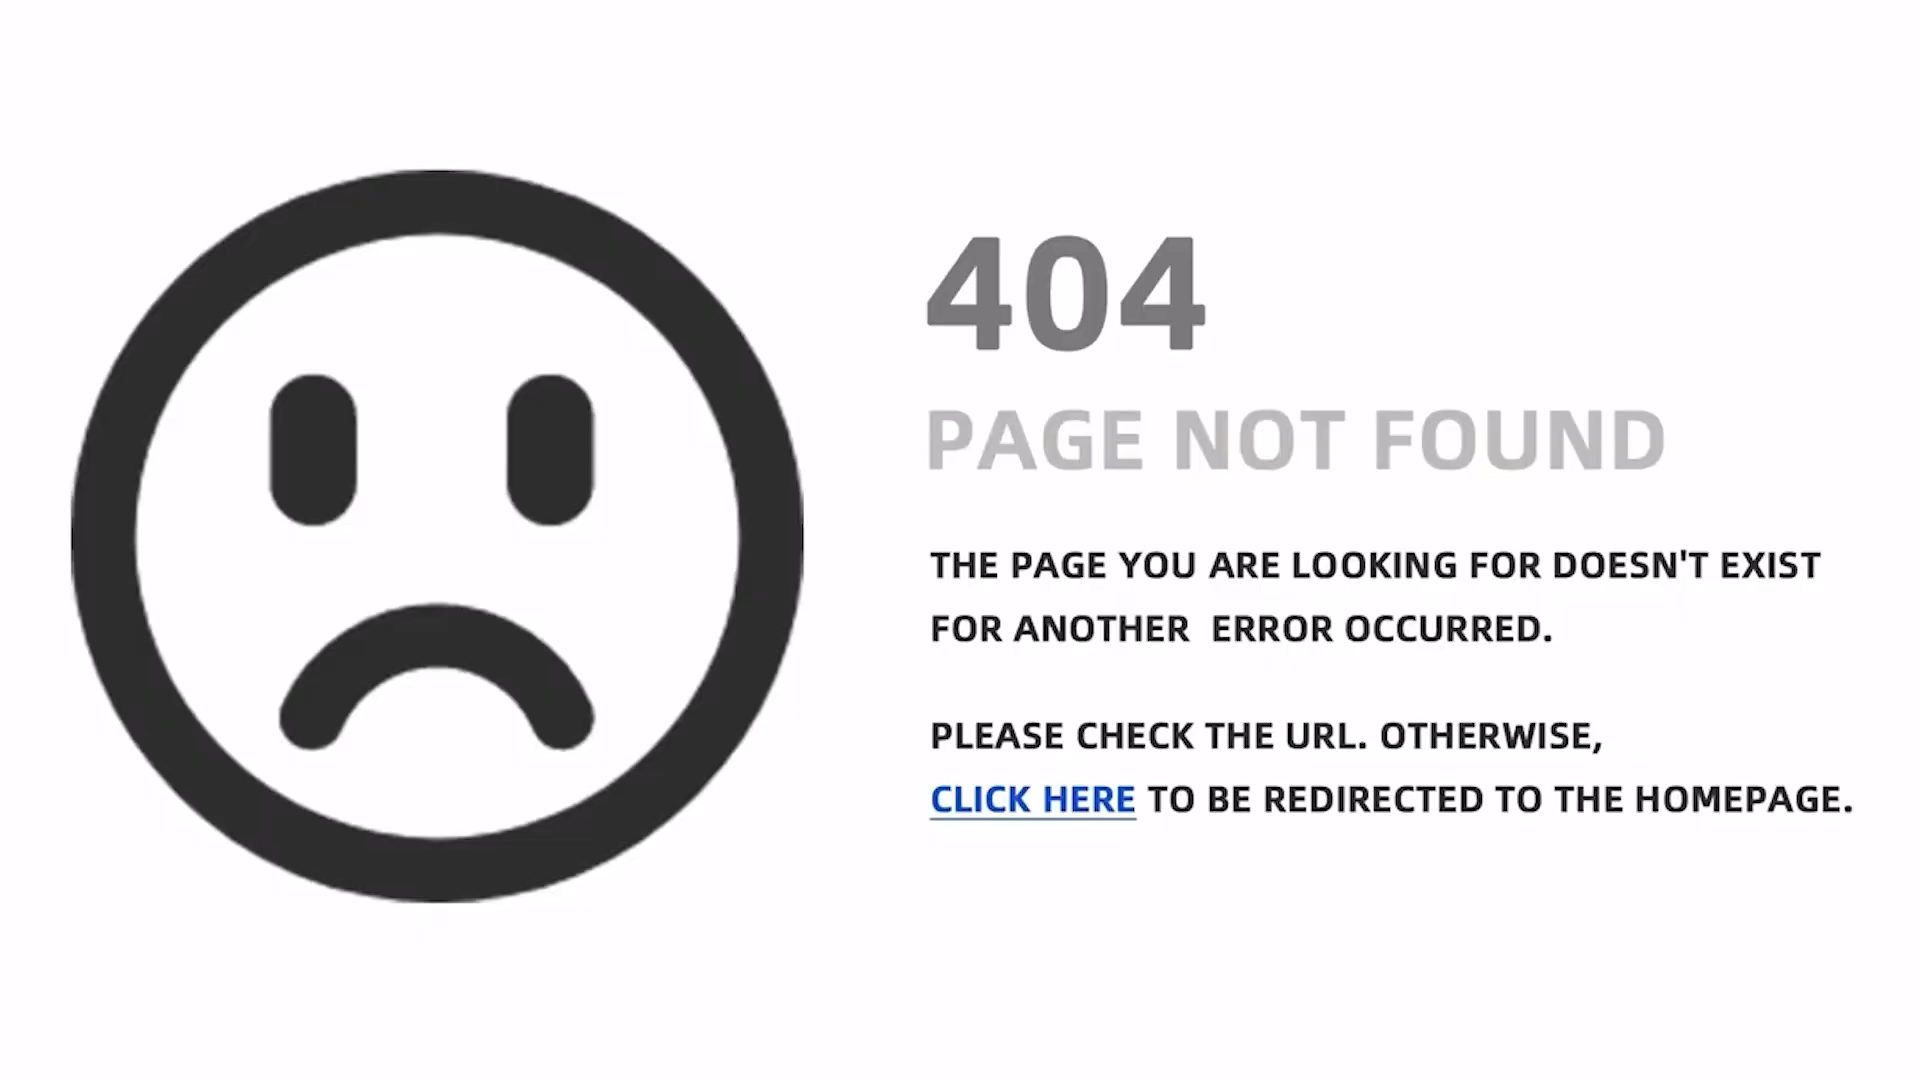 404
PAGE NOT FOUND
THE PAGE YOU ARE LOOKING FOR DOESN'T EXIST
FOR ANOTHER  ERROR OCCURRED.
PLEASE CHECK THE URL. OTHERWISE,
CLICK HERE TO BE REDIRECTED TO THE HOMEPAGE.